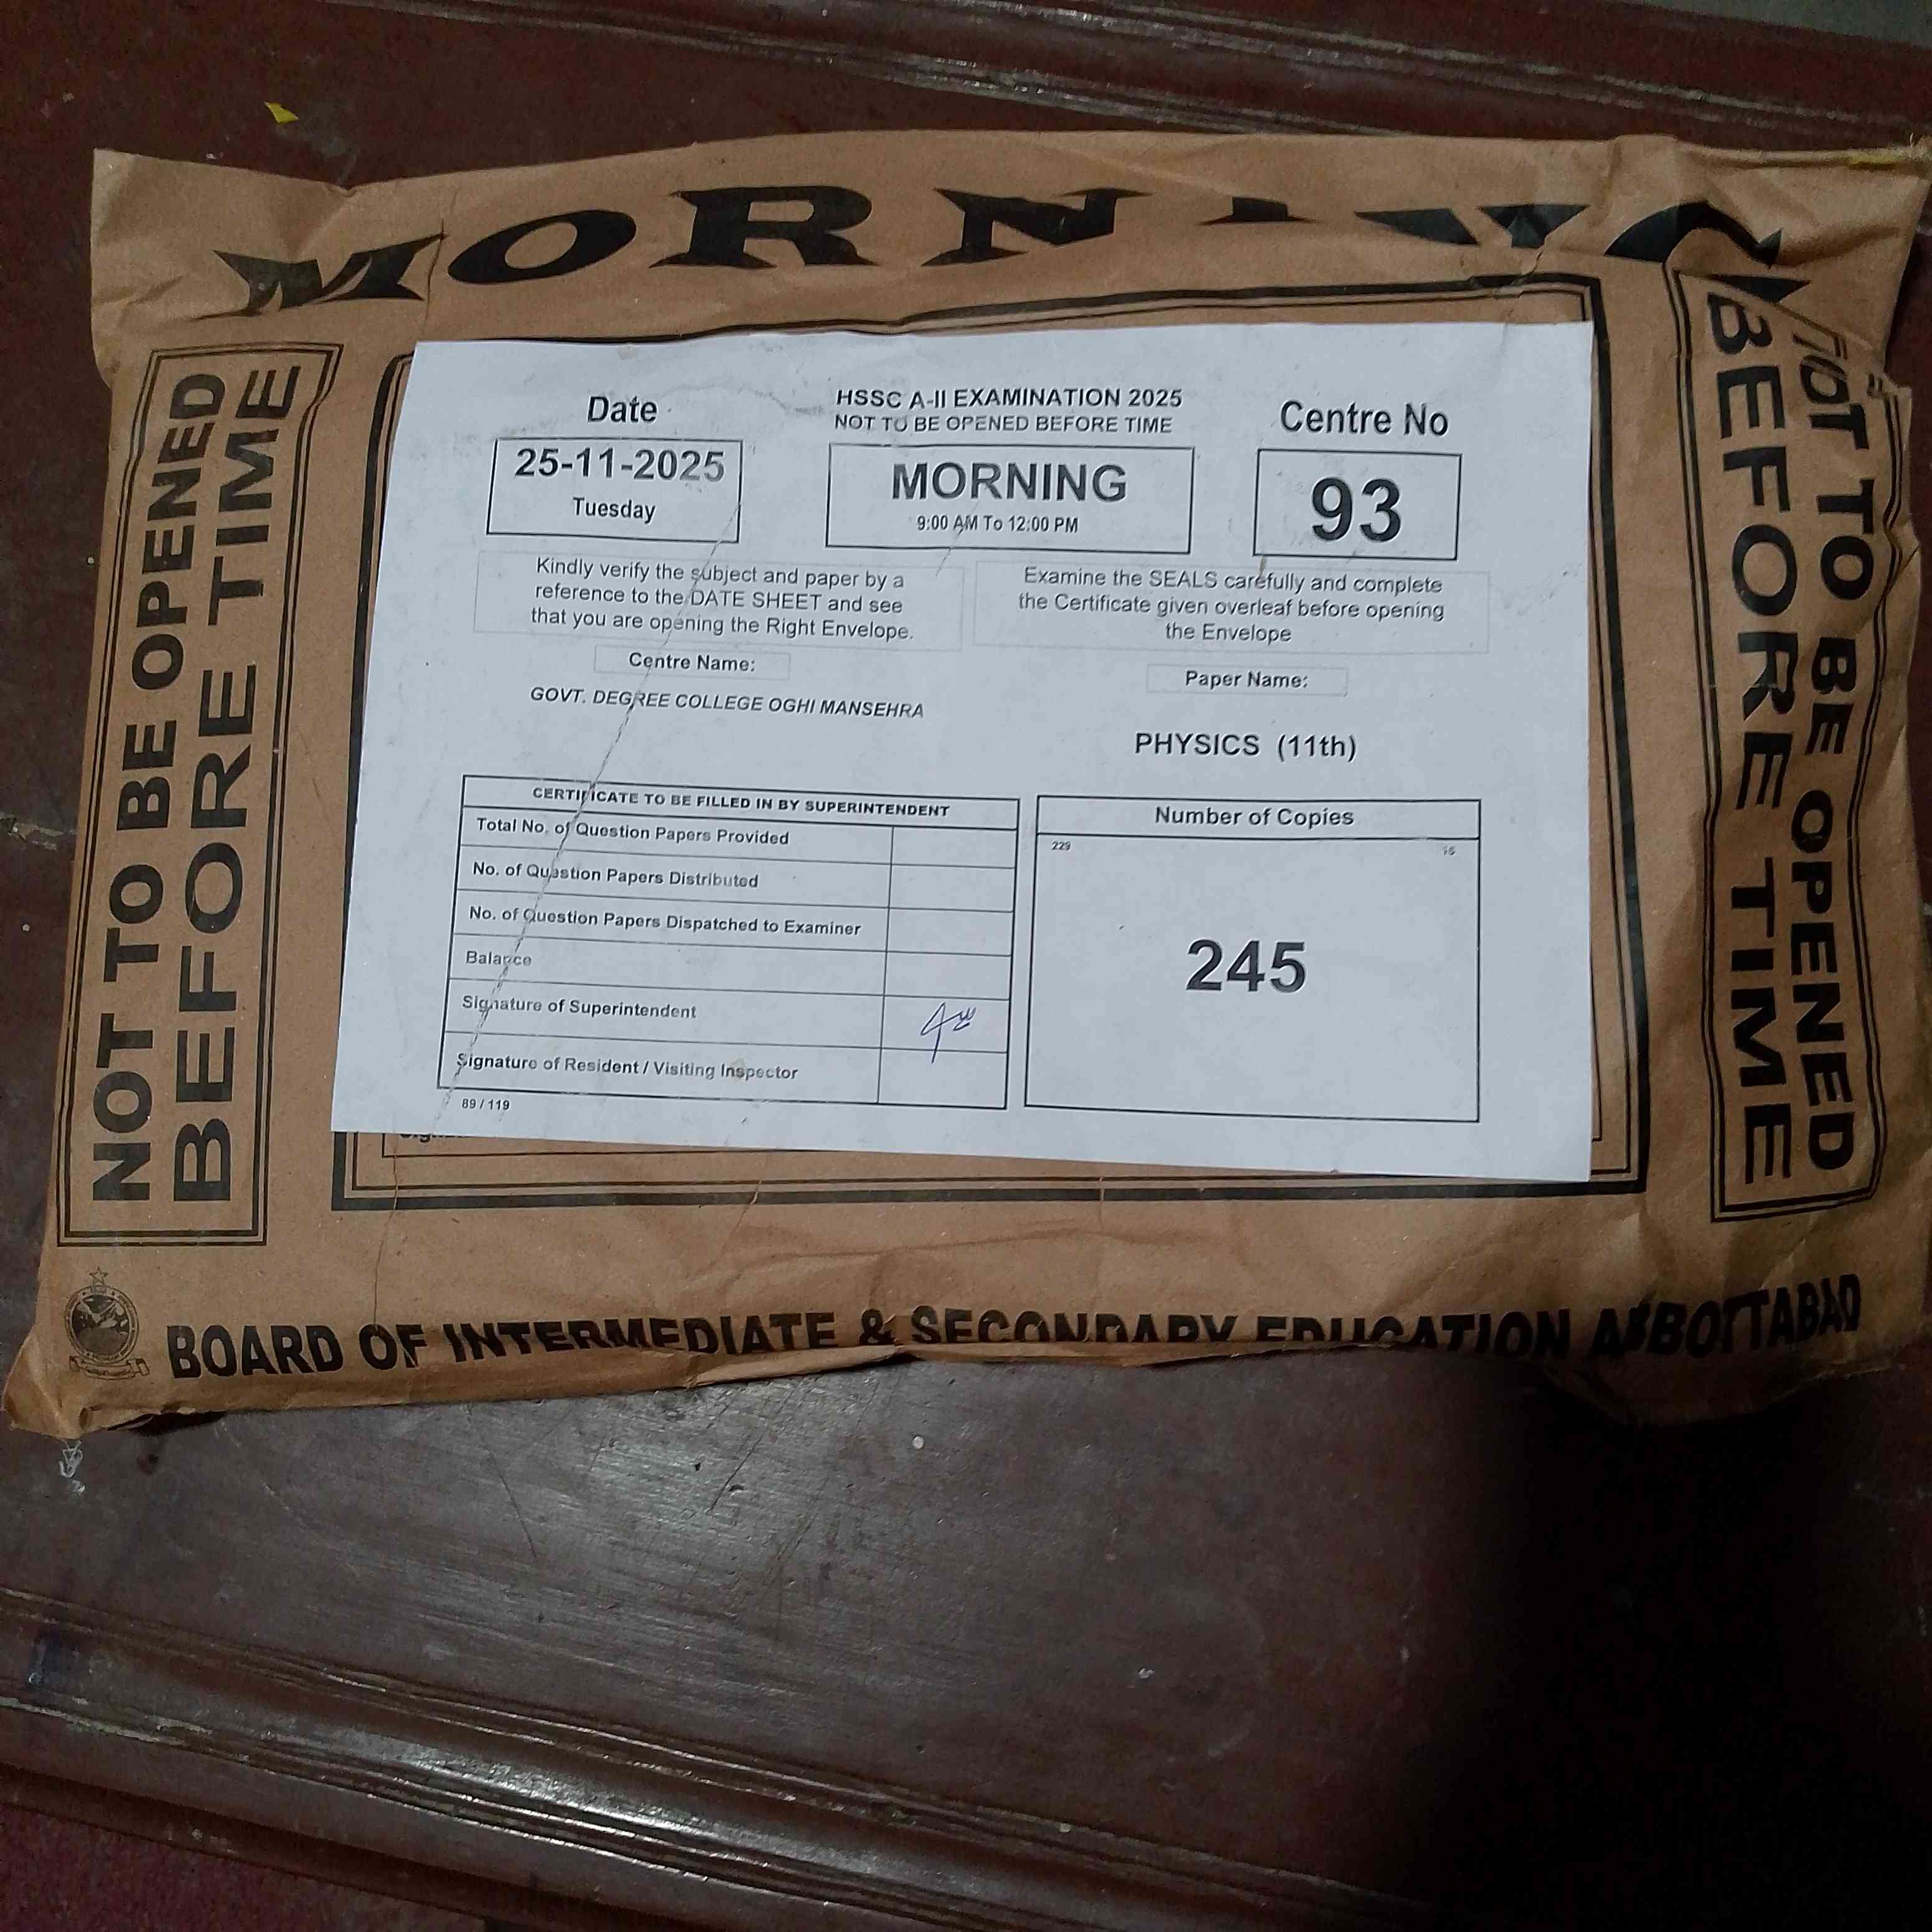 MORNING
NOT TO BE OPENED
BEFORE TIME
Date
25-11-2025
Tuesday
HSSC A-II EXAMINATION 2025
NOT TO BE OPENED BEFORE TIME
MORNING
9:00 AM To 12:00 PM
Centre No
93
Kindly verify the subject and paper by a
reference to the DATE SHEET and see
that you are opening the Right Envelope.
Examine the SEALS carefully and complete
the Certificate given overleaf before opening
the Envelope
Centre Name:
GOVT. DEGREE COLLEGE OGHI MANSEHRA
Paper Name:
PHYSICS (11th)
CERTIFICATE TO BE FILLED IN BY SUPERINTENDENT
Total No. of Question Papers Provided
No. of Question Papers Distributed
No. of Question Papers Dispatched to Examiner
Balance
Signature of Superintendent
Signature of Resident / Visiting Inspector
89 / 119
Number of Copies
229
245
NOT TO BE OPENED
BEFORE TIME
BOARD OF INTERMEDIATE & SECONDARY EDUCATION ABBOTTABAD